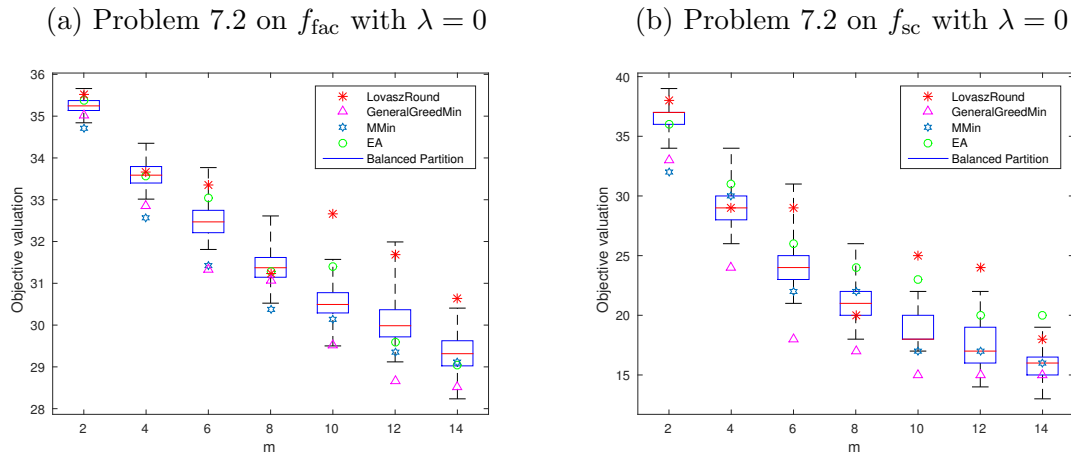 (a) Problem 7.2 on f_fac with λ = 0
36
35
34
33
32
31
30
29
28
Objective valuation
2 4 6 8 10 12 14
m
LovaszRound
GeneralGreedMin
MMin
EA
Balanced Partition
(b) Problem 7.2 on f_sc with λ = 0
40
35
30
25
20
15
Objective valuation
2 4 6 8 10 12 14
m
LovaszRound
GeneralGreedMin
MMin
EA
Balanced Partition